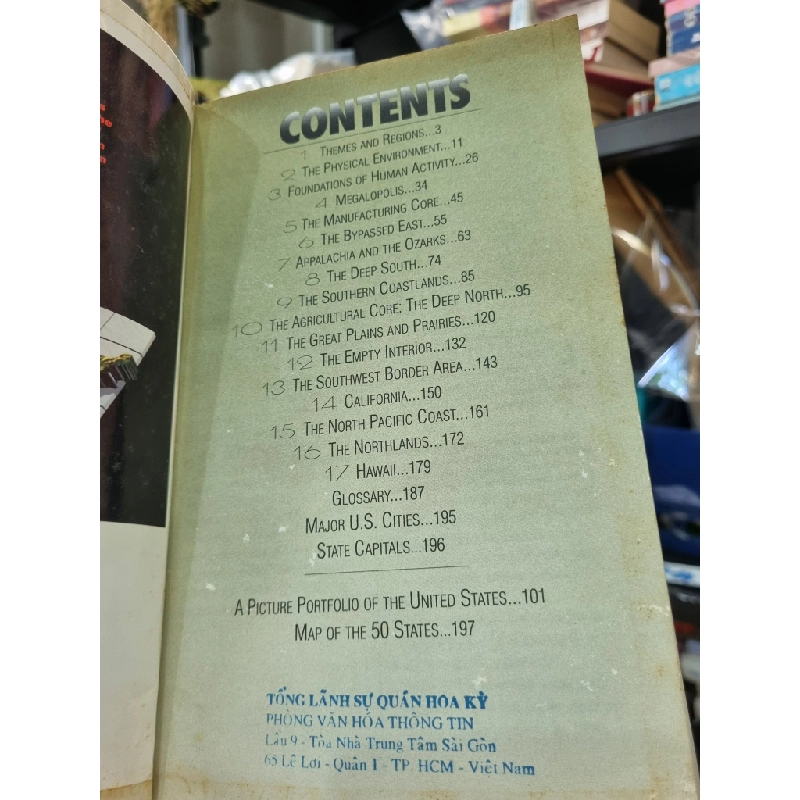 CONTENTS
1 THEMES AND REGIONS...3
2 THE PHYSICAL ENVIRONMENT...11
3 FOUNDATIONS OF HUMAN ACTIVITY...26
4 MEGALOPOLIS...34
5 THE MANUFACTURING CORE...45
6 THE BYPASSED EAST...55
7 APPALACHIA AND THE OZARKS...63
8 THE DEEP SOUTH...74
9 THE SOUTHERN COASTLANDS...85
10 THE AGRICULTURAL CORE: THE DEEP NORTH...95
11 THE GREAT PLAINS AND PRAIRIES...120
12 THE EMPTY INTERIOR...132
13 THE SOUTHWEST BORDER AREA...143
14 CALIFORNIA...150
15 THE NORTH PACIFIC COAST...161
16 THE NORTHLANDS...172
17 HAWAII...179
GLOSSARY...187
MAJOR U.S. CITIES...195
STATE CAPITALS...196
A PICTURE PORTFOLIO OF THE UNITED STATES...101
MAP OF THE 50 STATES...197
TỔNG LÃNH SỰ QUÁN HOA KỲ
PHÒNG VĂN HÓA THÔNG TIN
Lầu 9 - Tòa Nhà Trung Tâm Sài Gòn
65 Lê Lợi - Quận 1 - TP. HCM - Việt Nam